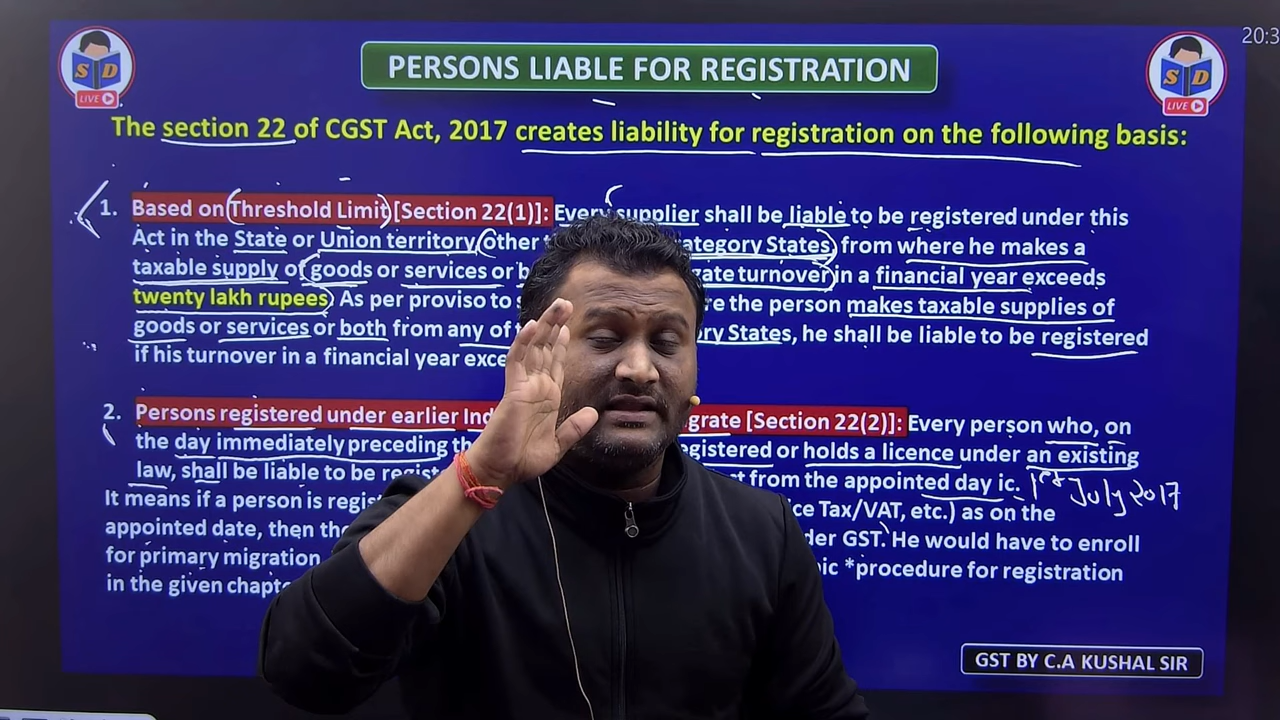 20:3
S D
LIVE
S D
LIVE
PERSONS LIABLE FOR REGISTRATION
The section 22 of CGST Act, 2017 creates liability for registration on the following basis:
1. Based on Threshold Limit [Section 22(1)]: Every supplier shall be liable to be registered under this
Act in the State or Union territory, other ategory States, from where he makes a
taxable supply of goods or services or gate turnover in a financial year exceeds
twenty lakh rupees. As per proviso to the person makes taxable supplies of
goods or services or both from any of ry States, he shall be liable to be registered
if his turnover in a financial year exce
2. Persons registered under earlier Ind grate [Section 22(2)]: Every person who, on
the day immediately preceding egistered or holds a licence under an existing
law, shall be liable to be regist from the appointed day ic. 1st July 2017
It means if a person is regis ice Tax/VAT, etc.) as on the
appointed date, then the der GST. He would have to enroll
for primary migration *procedure for registration
in the given chapt
GST BY C.A KUSHAL SIR